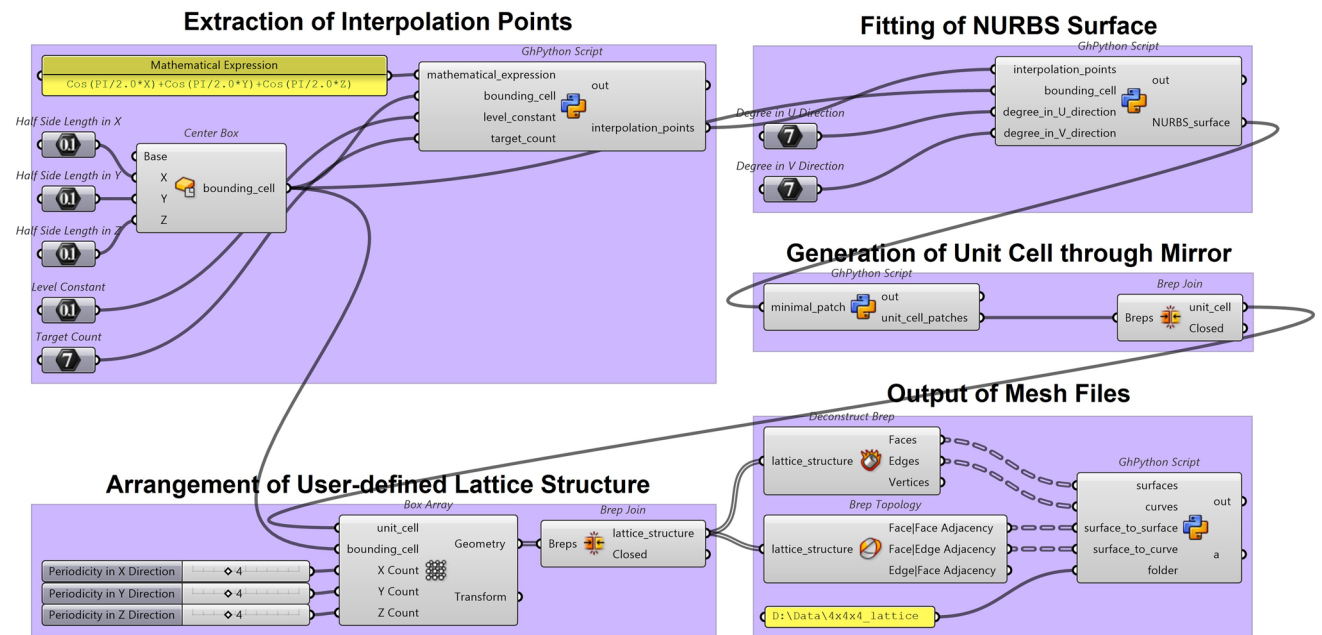 Extraction of Interpolation Points
GhPython Script
Mathematical Expression
Cos(PI/2.0*X)+Cos(PI/2.0*Y)+Cos(PI/2.0*Z)
mathematical_expression
bounding_cell
level_constant
target_count
out
interpolation_points
Half Side Length in X
0.1
Half Side Length in Y
0.1
Half Side Length in Z
0.1
Center Box
Base
X
Y
Z
bounding_cell
Level Constant
0.1
Target Count
7
Fitting of NURBS Surface
GhPython Script
interpolation_points
bounding_cell
degree_in_U_direction
degree_in_V_direction
out
NURBS_surface
Degree in U Direction
7
Degree in V Direction
7
Generation of Unit Cell through Mirror
GhPython Script
minimal_patch
out
unit_cell_patches
Brep Join
Breps
unit_cell
Closed
Arrangement of User-defined Lattice Structure
Box Array
unit_cell
bounding_cell
X Count
Y Count
Z Count
Geometry
Transform
Periodicity in X Direction
4
Periodicity in Y Direction
4
Periodicity in Z Direction
4
Brep Join
Breps
lattice_structure
Closed
Output of Mesh Files
Deconstruct Brep
lattice_structure
Faces
Edges
Vertices
Brep Topology
lattice_structure
Face|Face Adjacency
Face|Edge Adjacency
Edge|Face Adjacency
D:\Data\4x4x4_lattice
GhPython Script
surfaces
curves
surface_to_surface
surface_to_curve
folder
out
a